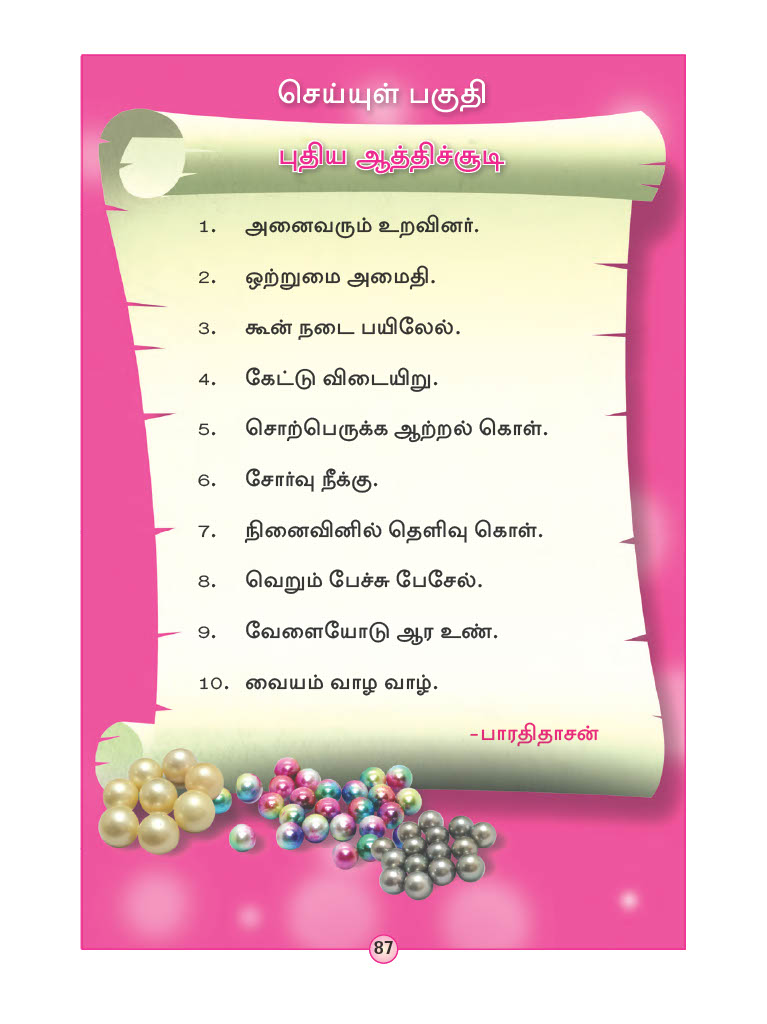 செய்யுள் பகுதி
புதிய ஆத்திச்சூடி
1. அனைவரும் உறவினர்.
2. ஒற்றுமை அமைதி.
3. கூன் நடை பயிலேல்.
4. கேட்டு விடையிறு.
5. சொற்பெருக்க ஆற்றல் கொள்.
6. சோர்வு நீக்கு.
7. நினைவினில் தெளிவு கொள்.
8. வெறும் பேச்சு பேசேல்.
9. வேளையோடு ஆர உண்.
10. வையம் வாழ வாழ்.
-பாரதிதாசன்
87